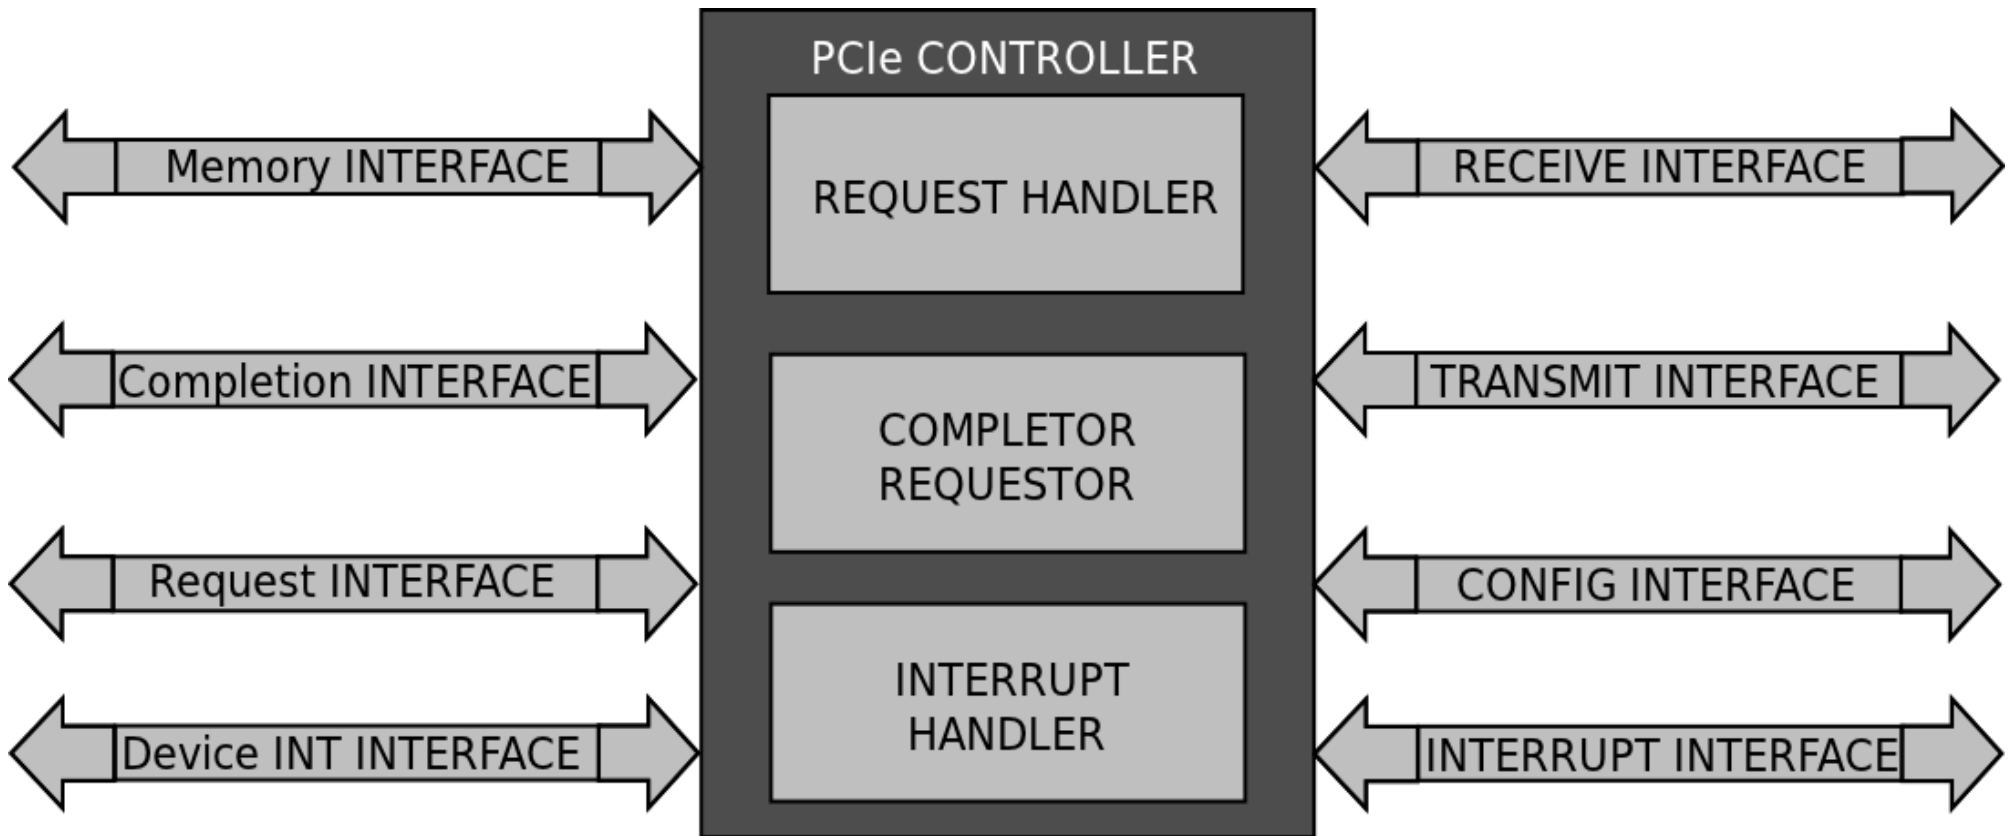 PCIe CONTROLLER
Memory INTERFACE
REQUEST HANDLER
RECEIVE INTERFACE
Completion INTERFACE
COMPLETOR
REQUESTOR
TRANSMIT INTERFACE
Request INTERFACE
CONFIG INTERFACE
Device INT INTERFACE
INTERRUPT
HANDLER
INTERRUPT INTERFACE